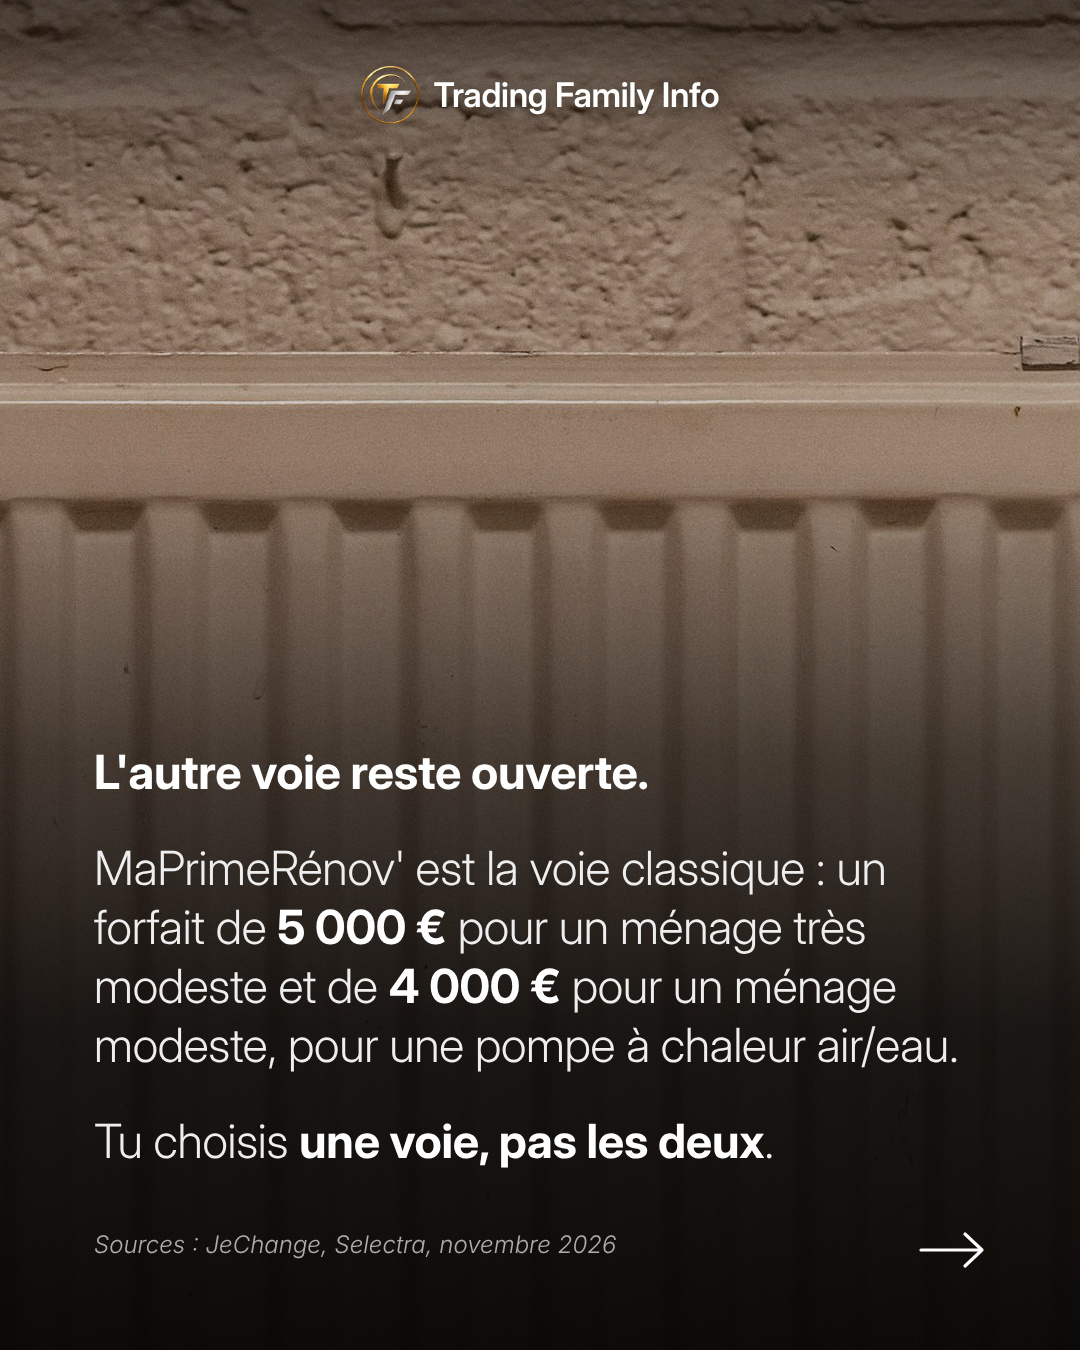 TF Trading Family Info
L'autre voie reste ouverte.
MaPrimeRénov' est la voie classique : un
forfait de 5 000 € pour un ménage très
modeste et de 4 000 € pour un ménage
modeste, pour une pompe à chaleur air/eau.
Tu choisis une voie, pas les deux.
Sources : JeChange, Selectra, novembre 2026